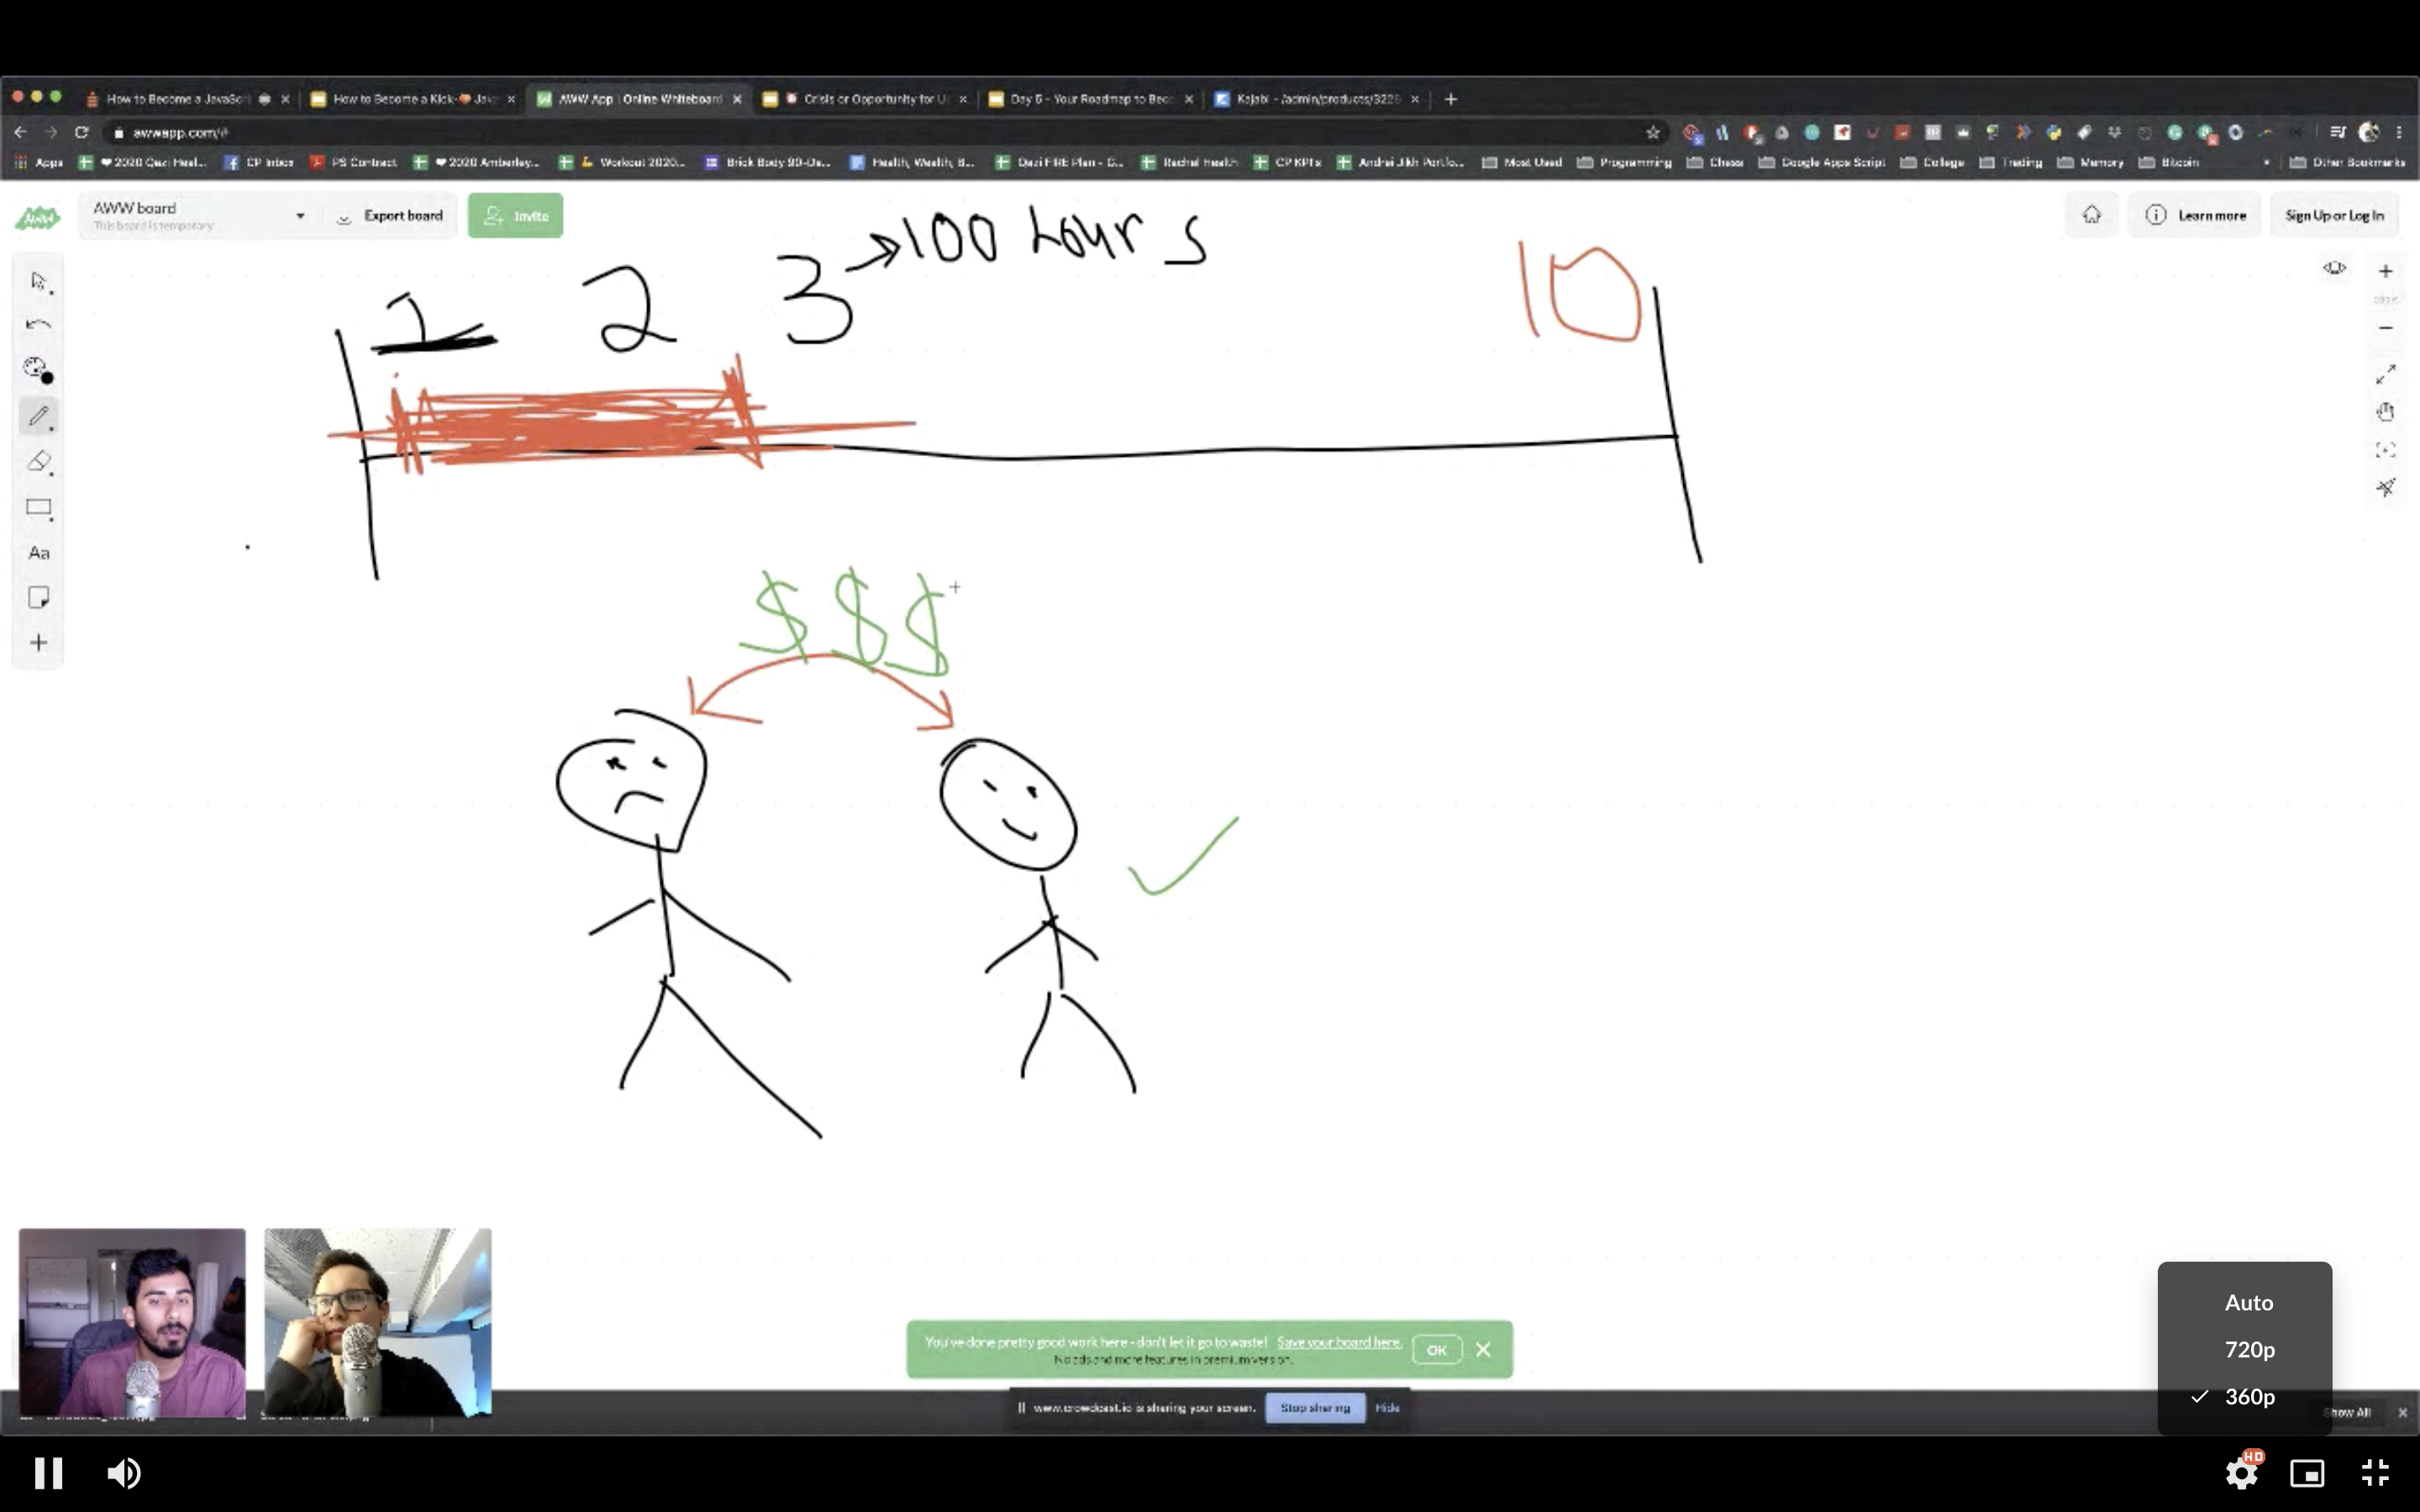 How to Become a JavaScr
How to Become a Kick- Jav
AWW App | Online Whiteboard
Crisis or Opportunity for U
Day 5 - Your Roadmap to Bec
Kajabi - /admin/products/3226
awwapp.com/#
Apps
2020 Qazi Heal...
CP Inbox
PS Contract
2020 Amberley...
Workout 2020...
Brick Body 90-Da...
Health, Wealth, B...
Qazi FIRE Plan - C...
Rachel Health
CP KPI's
Andrei Jikh Portfo...
Most Used
Programming
Chess
Google Apps Script
College
Trading
Memory
Bitcoin
Other Bookmarks
AWW
AWW board
This board is temporary
Export board
Invite
Learn more
Sign Up or Log In
1 2 3 → 100 hours
10
Aa
$$$
You've done pretty good work here - don't let it go to waste! Save your board here.
No ads and more features in premium version.
OK
www.crowdcast.io is sharing your screen.
Stop sharing
Hide
Show All
Auto
720p
360p
HD